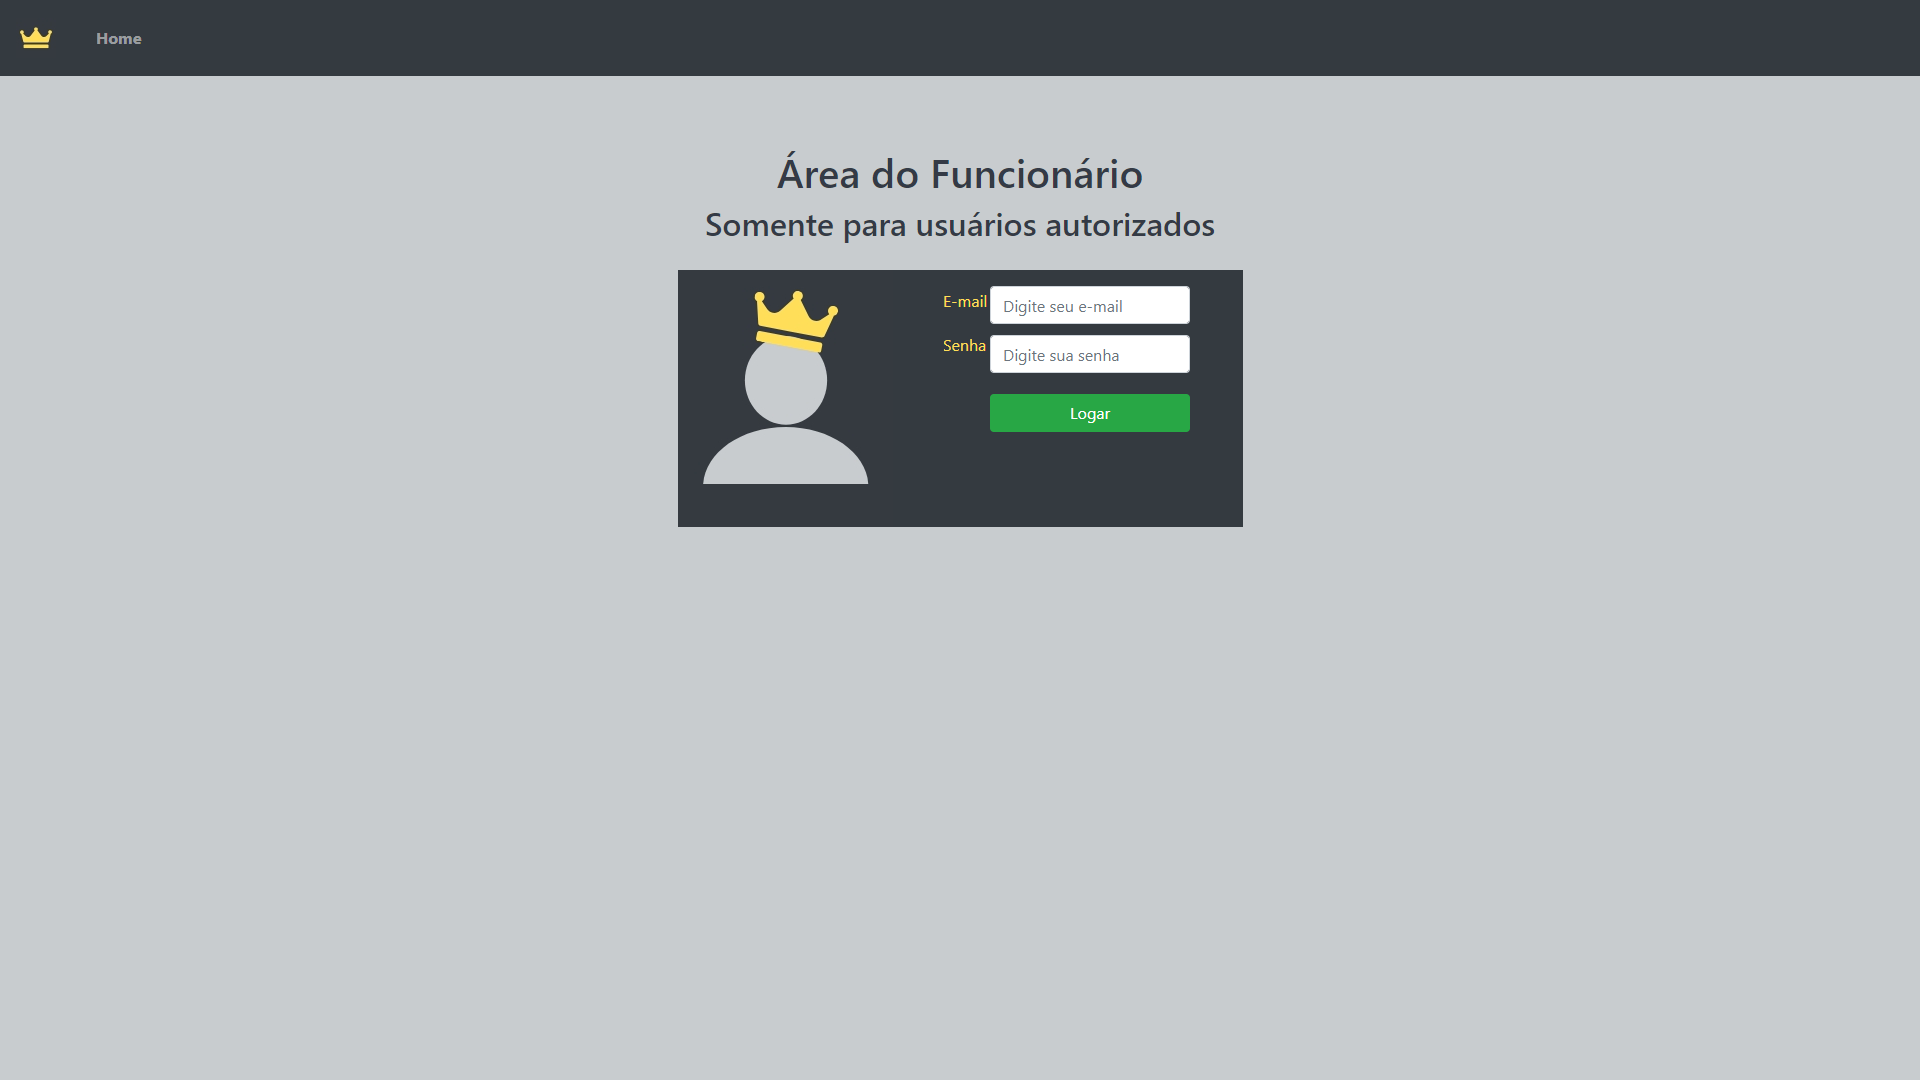 Home
Área do Funcionário
Somente para usuários autorizados
E-mail Digite seu e-mail
Senha Digite sua senha
Logar